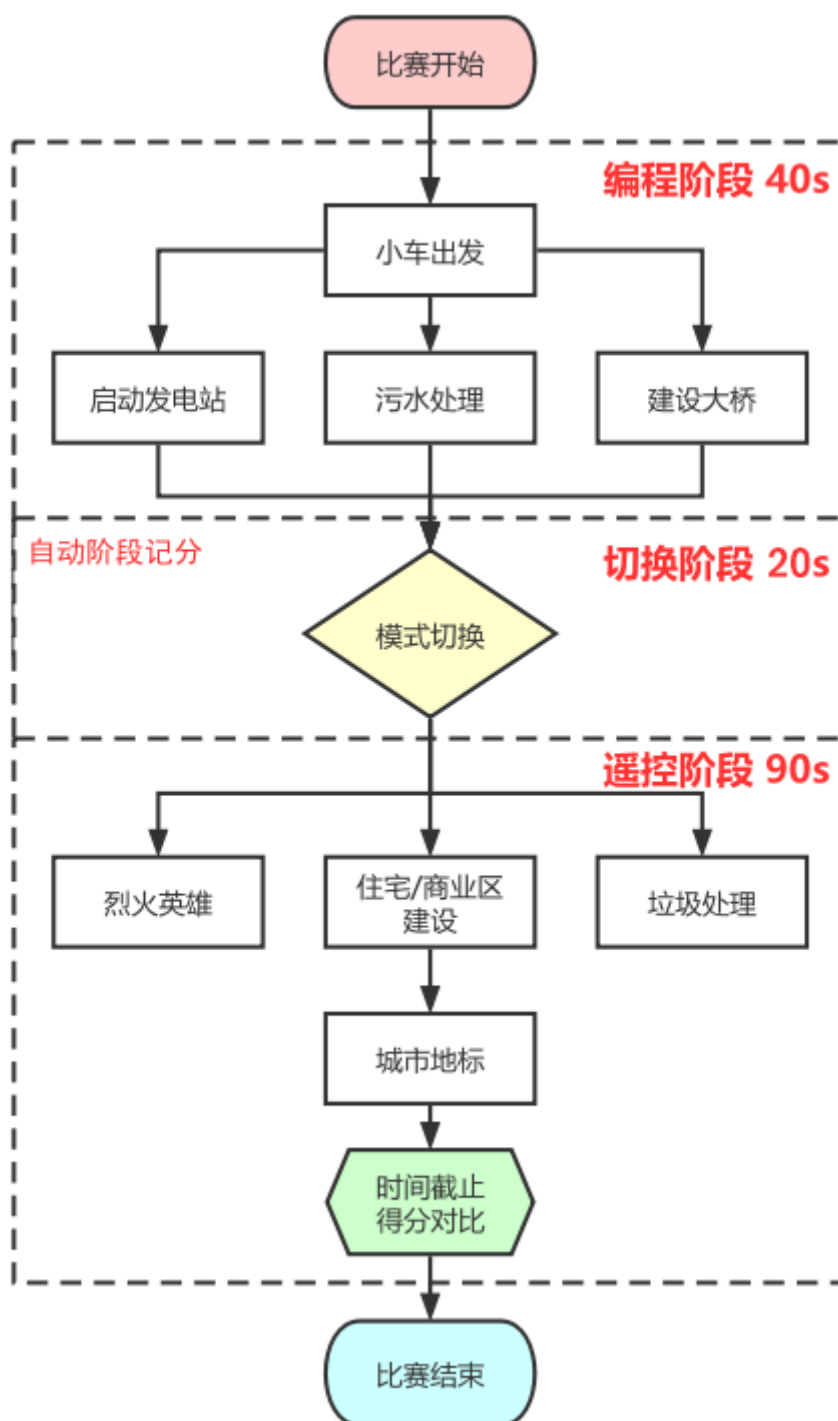 比赛开始
编程阶段 40s
小车出发
启动发电站
污水处理
建设大桥
自动阶段记分
切换阶段 20s
模式切换
遥控阶段 90s
烈火英雄
住宅/商业区
建设
垃圾处理
城市地标
时间截止
得分对比
比赛结束